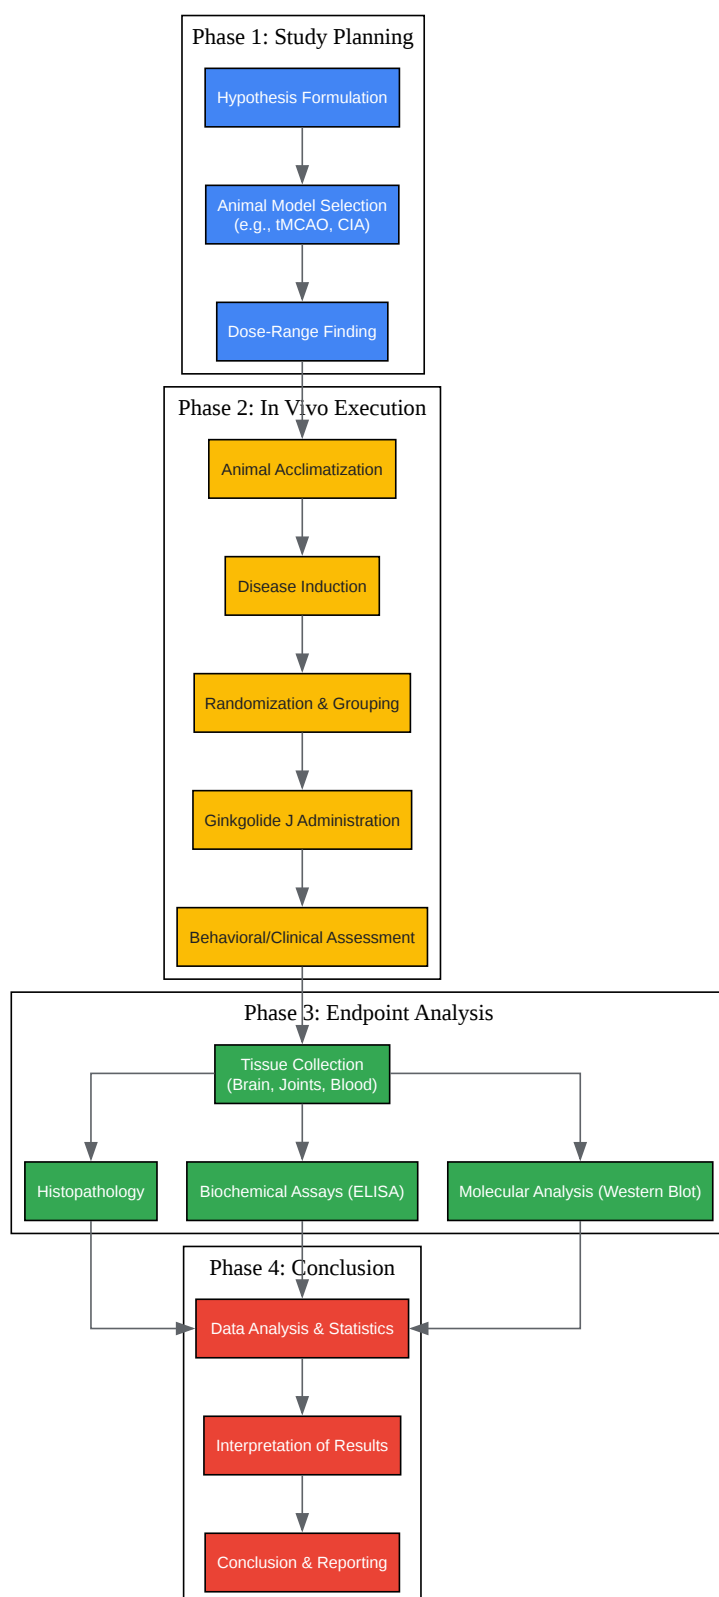 Phase 1: Study Planning
Hypothesis Formulation
Animal Model Selection
(e.g., tMCAO, CIA)
Dose-Range Finding
Phase 2: In Vivo Execution
Animal Acclimatization
Disease Induction
Randomization & Grouping
Ginkgolide J Administration
Behavioral/Clinical Assessment
Phase 3: Endpoint Analysis
Tissue Collection
(Brain, Joints, Blood)
Histopathology
Biochemical Assays (ELISA)
Molecular Analysis (Western Blot)
Phase 4: Conclusion
Data Analysis & Statistics
Interpretation of Results
Conclusion & Reporting